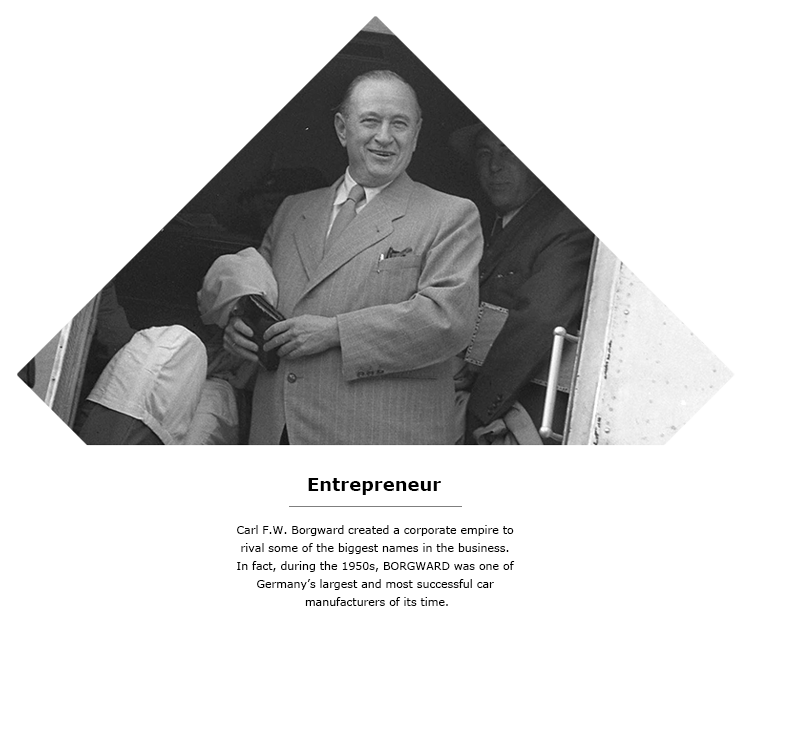 Entrepreneur
Carl F.W. Borgward created a corporate empire to
rival some of the biggest names in the business.
In fact, during the 1950s, BORGWARD was one of
Germany’s largest and most successful car
manufacturers of its time.